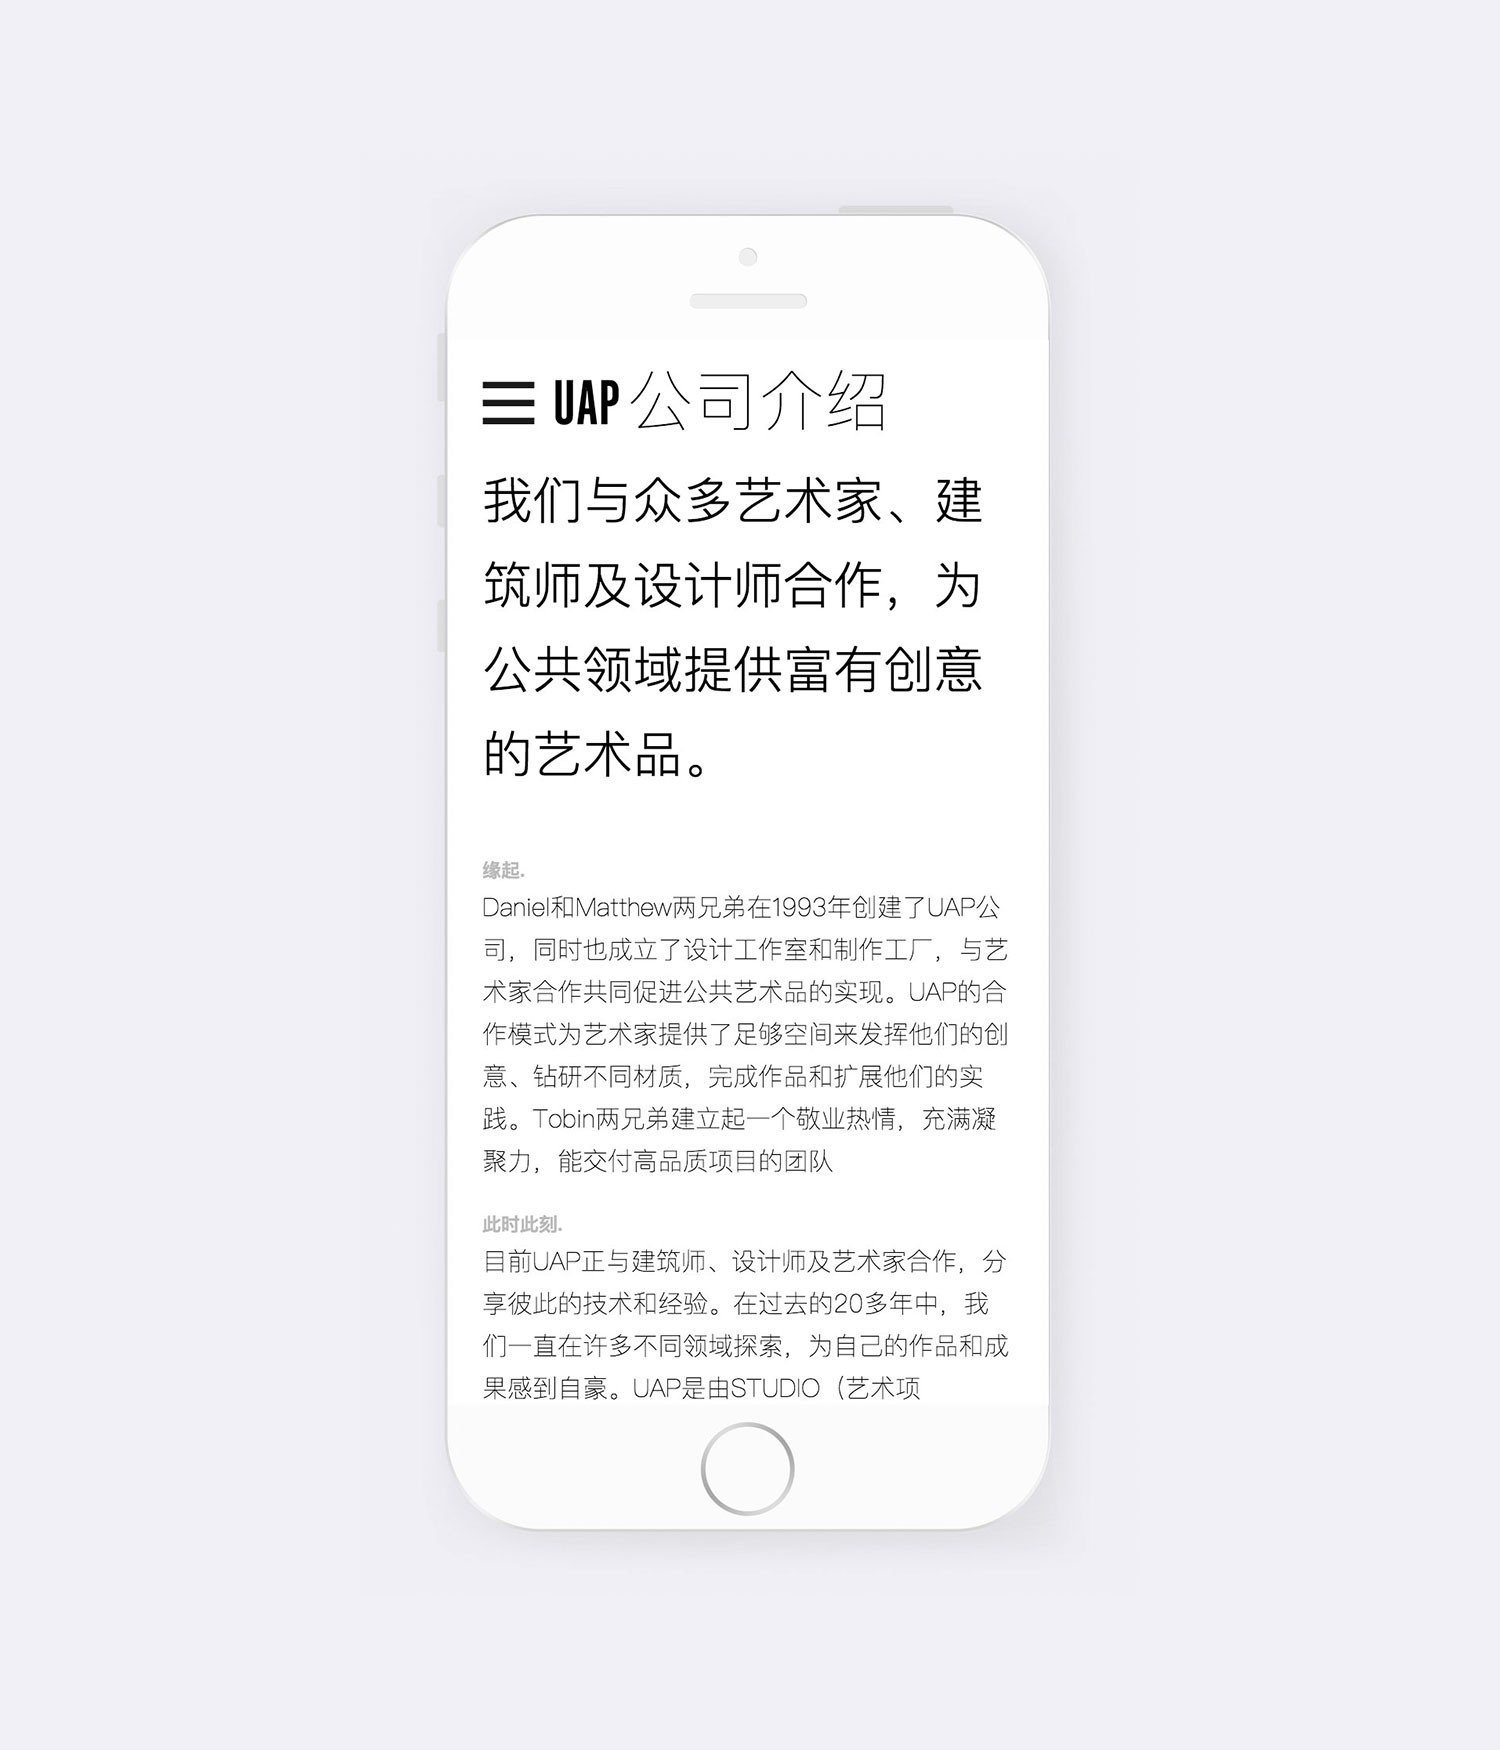 UAP 公司介绍
我们与众多艺术家、建
筑师及设计师合作，为
公共领域提供富有创意
的艺术品。
缘起.
Daniel和Matthew两兄弟在1993年创建了UAP公
司，同时也成立了设计工作室和制作工厂，与艺
术家合作共同促进公共艺术品的实现。UAP的合
作模式为艺术家提供了足够空间来发挥他们的创
意、钻研不同材质，完成作品和扩展他们的实
践。Tobin两兄弟建立起一个敬业热情，充满凝
聚力，能交付高品质项目的团队
此时此刻.
目前UAP正与建筑师、设计师及艺术家合作，分
享彼此的技术和经验。在过去的20多年中，我
们一直在许多不同领域探索，为自己的作品和成
果感到自豪。UAP是由STUDIO（艺术项